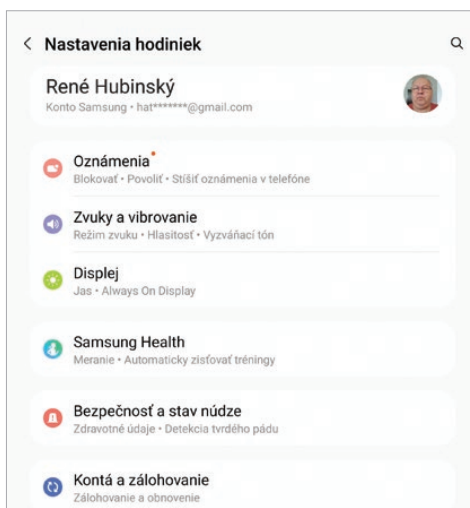 Nastavenia hodiniek
René Hubinský
Konto Samsung • hat*******@gmail.com
Oznámenia
Blokovať • Povoliť • Stíšiť oznámenia v telefóne
Zvuky a vibrovanie
Režim zvuku • Hlasitosť • Vyzváňací tón
Displej
Jas • Always On Display
Samsung Health
Meranie • Automaticky zisťovať tréningy
Bezpečnosť a stav núdze
Zdravotné údaje • Detekcia tvrdého pádu
Kontá a zálohovanie
Zálohovanie a obnovenie